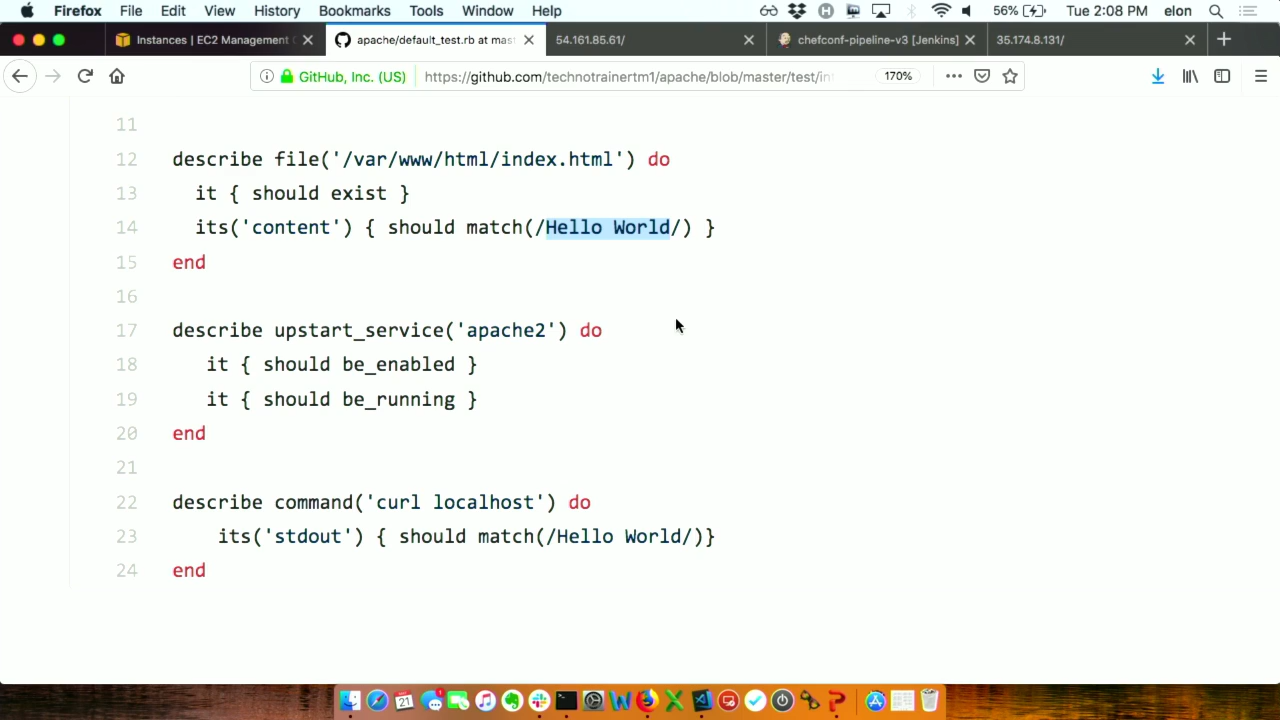 Firefox File Edit View History Bookmarks Tools Window Help 56% Tue 2:08 PM elon
Instances | EC2 Management C apache/default_test.rb at mast 54.161.85.61/ chefconf-pipeline-v3 [Jenkins] 35.174.8.131/
GitHub, Inc. (US) https://github.com/technotrainertm1/apache/blob/master/test/int 170%
11
12 describe file('/var/www/html/index.html') do
13 it { should exist }
14 its('content') { should match(/Hello World/) }
15 end
16
17 describe upstart_service('apache2') do
18 it { should be_enabled }
19 it { should be_running }
20 end
21
22 describe command('curl localhost') do
23 its('stdout') { should match(/Hello World/)}
24 end
21 1